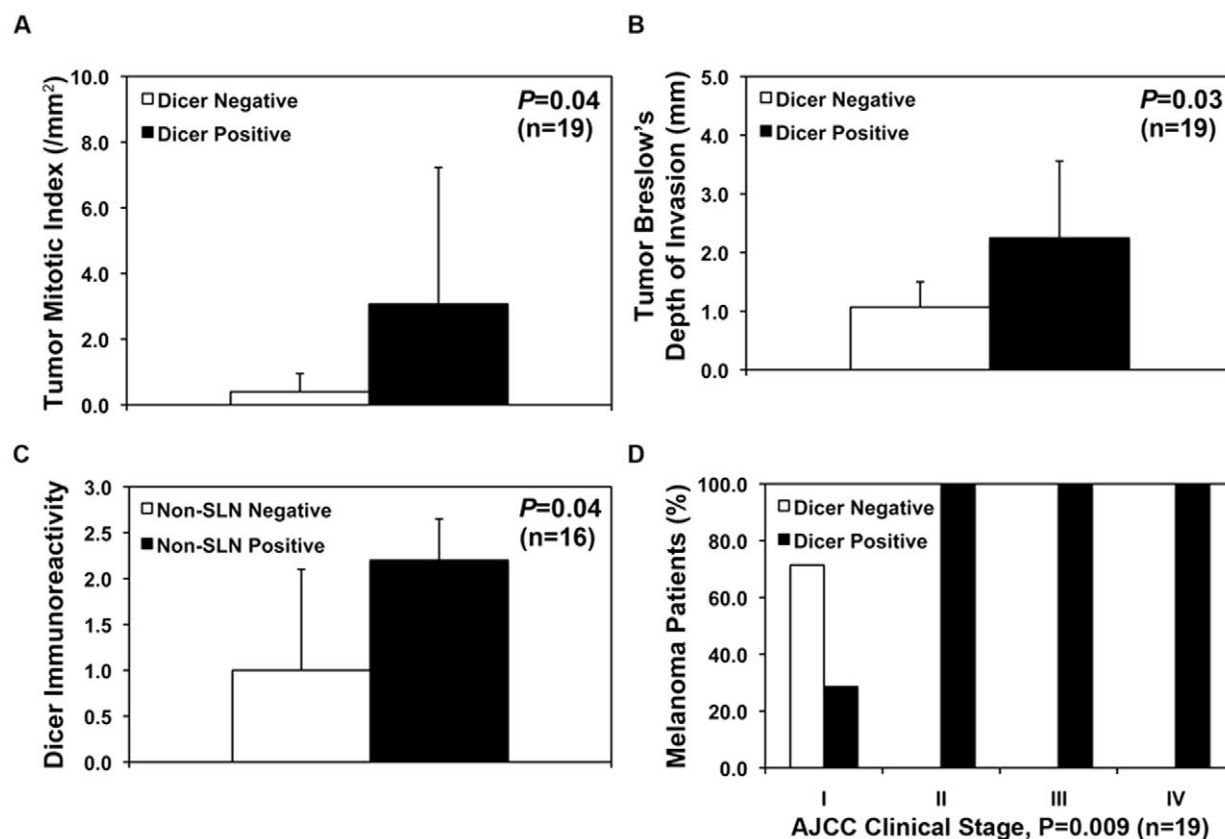 A
Tumor Mitotic Index (/mm²)
10.0
8.0
6.0
4.0
2.0
0.0
Dicer Negative
Dicer Positive
P=0.04
(n=19)
B
Tumor Breslow's
Depth of Invasion (mm)
5.0
4.0
3.0
2.0
1.0
0.0
Dicer Negative
Dicer Positive
P=0.03
(n=19)
C
Dicer Immunoreactivity
3.0
2.5
2.0
1.5
1.0
0.5
0.0
Non-SLN Negative
Non-SLN Positive
P=0.04
(n=16)
D
Melanoma Patients (%)
100.0
80.0
60.0
40.0
20.0
0.0
Dicer Negative
Dicer Positive
I II III IV
AJCC Clinical Stage, P=0.009 (n=19)